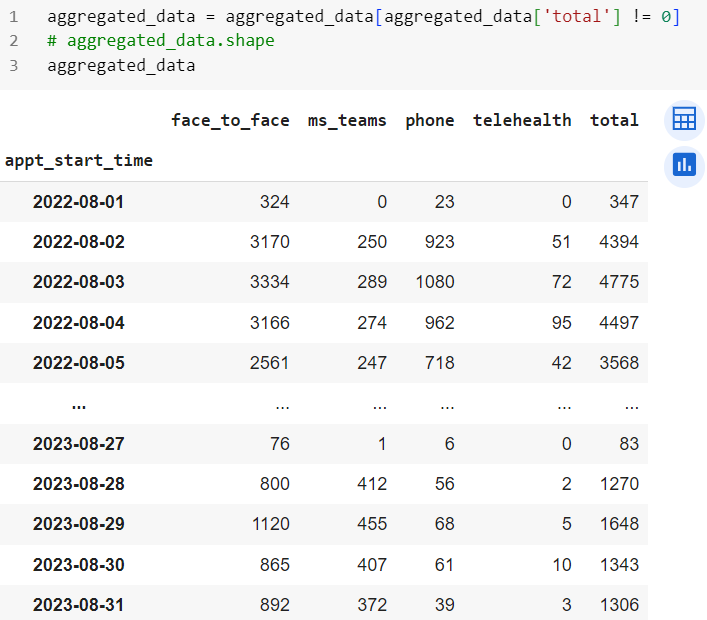 1 aggregated_data = aggregated_data[aggregated_data['total'] != 0]
2 # aggregated_data.shape
3 aggregated_data
face_to_face ms_teams phone telehealth total
appt_start_time
2022-08-01 324 0 23 0 347
2022-08-02 3170 250 923 51 4394
2022-08-03 3334 289 1080 72 4775
2022-08-04 3166 274 962 95 4497
2022-08-05 2561 247 718 42 3568
... ... ... ... ... ...
2023-08-27 76 1 6 0 83
2023-08-28 800 412 56 2 1270
2023-08-29 1120 455 68 5 1648
2023-08-30 865 407 61 10 1343
2023-08-31 892 372 39 3 1306